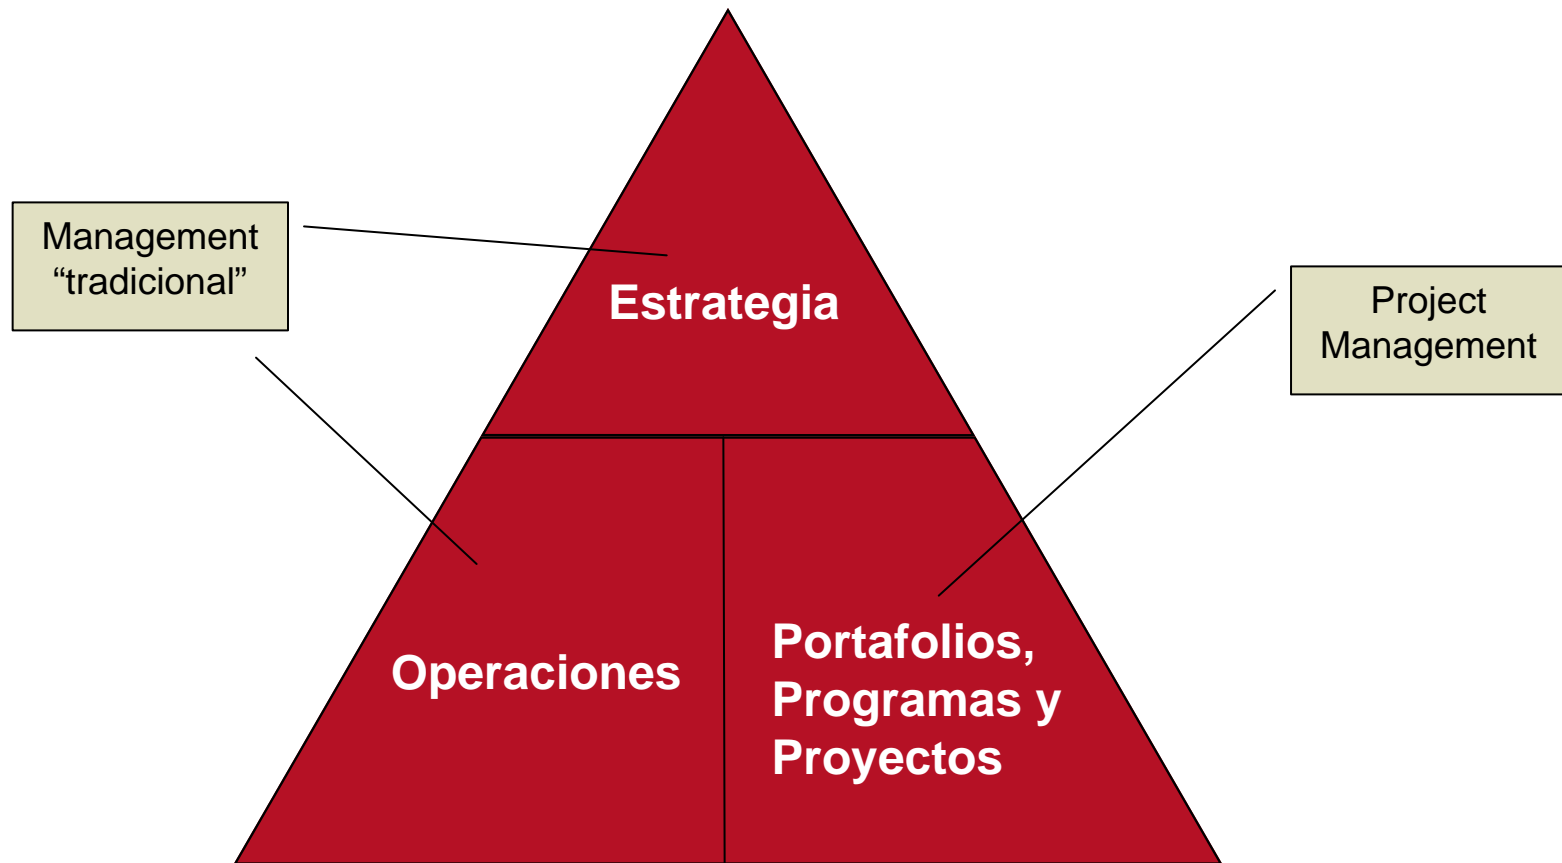 Management
“tradicional”
Estrategia
Project
Management
Operaciones
Portafolios,
Programas y
Proyectos